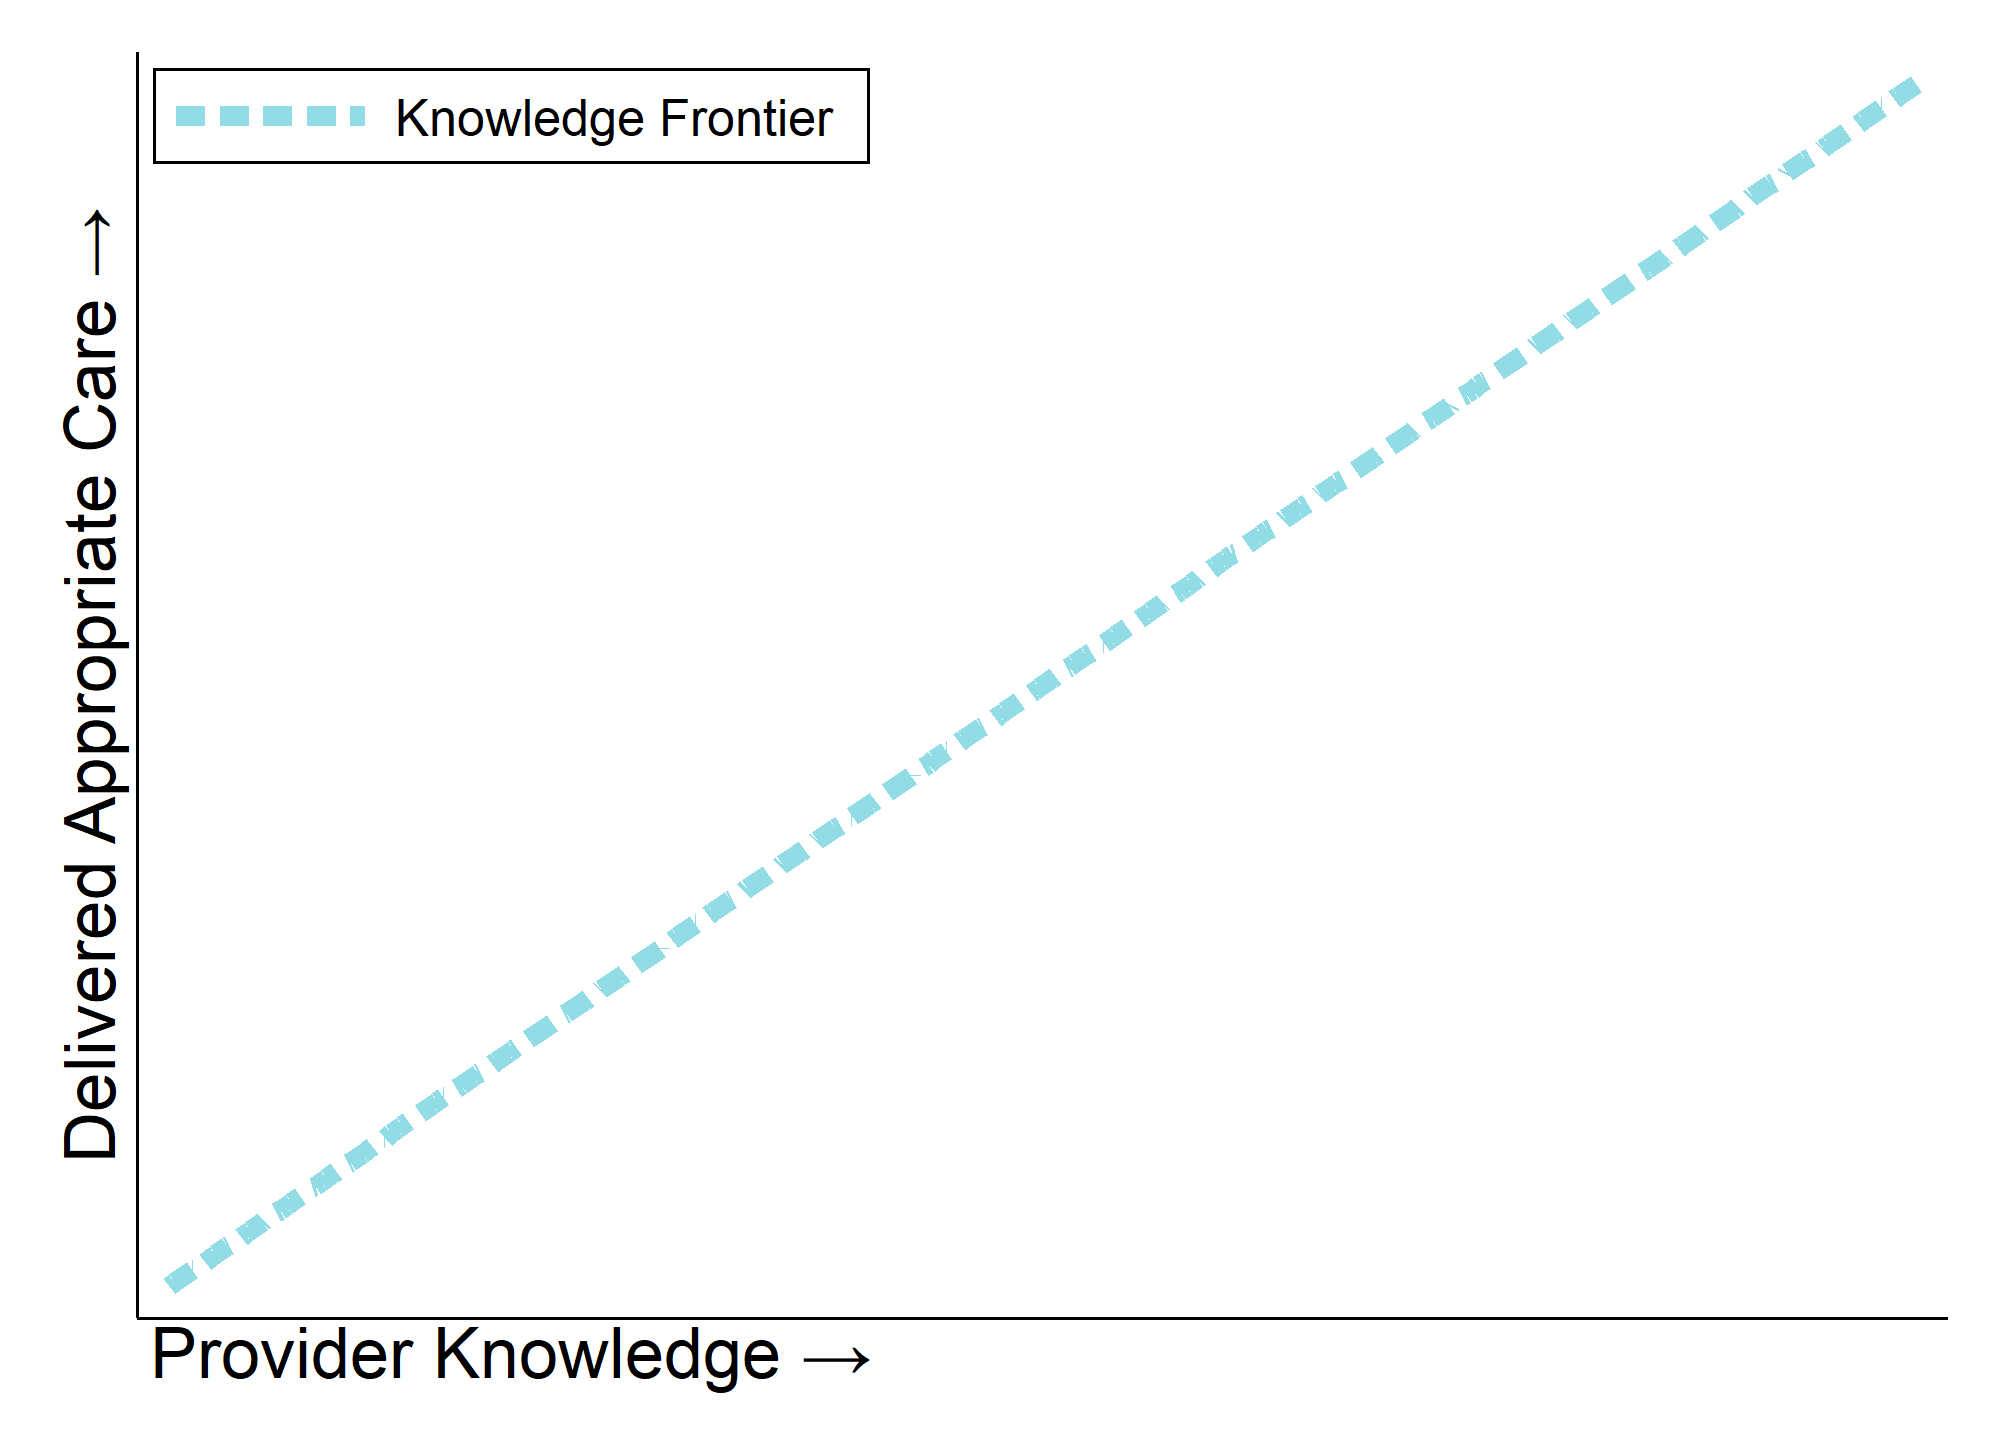 Knowledge Frontier
Delivered Appropriate Care →
Provider Knowledge →